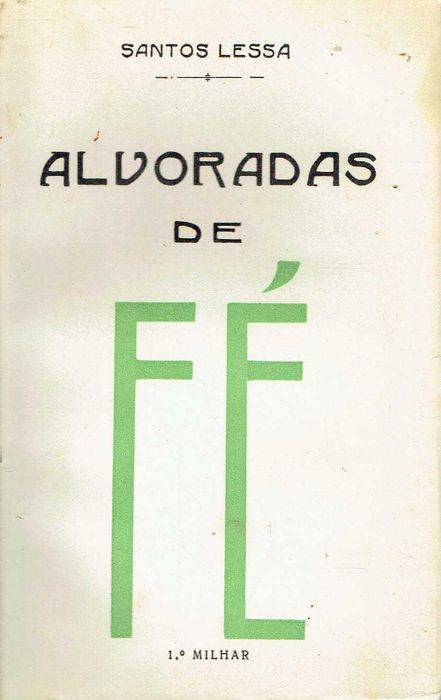 SANTOS LESSA
ALVORADAS
DE
FÉ
1.º MILHAR